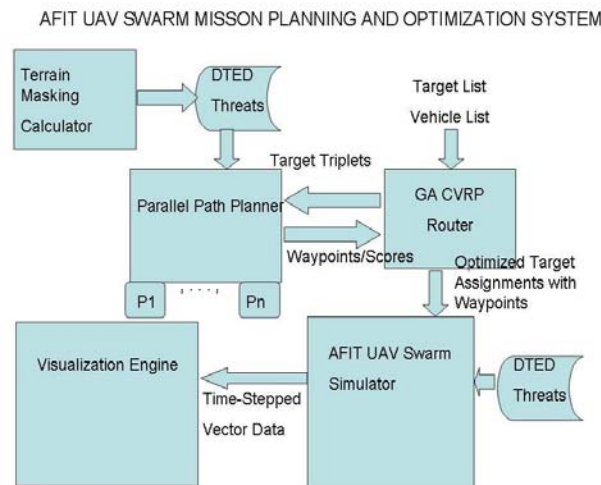 AFIT UAV SWARM MISSON PLANNING AND OPTIMIZATION SYSTEM
Terrain
Masking
Calculator
DTED
Threats
Target List
Vehicle List
Target Triplets
Parallel Path Planner
GA CVRP
Router
Waypoints/Scores
Optimized Target
Assignments with
Waypoints
P1
.....
Pn
Visualization Engine
AFIT UAV Swarm
Simulator
DTED
Threats
Time-Stepped
Vector Data